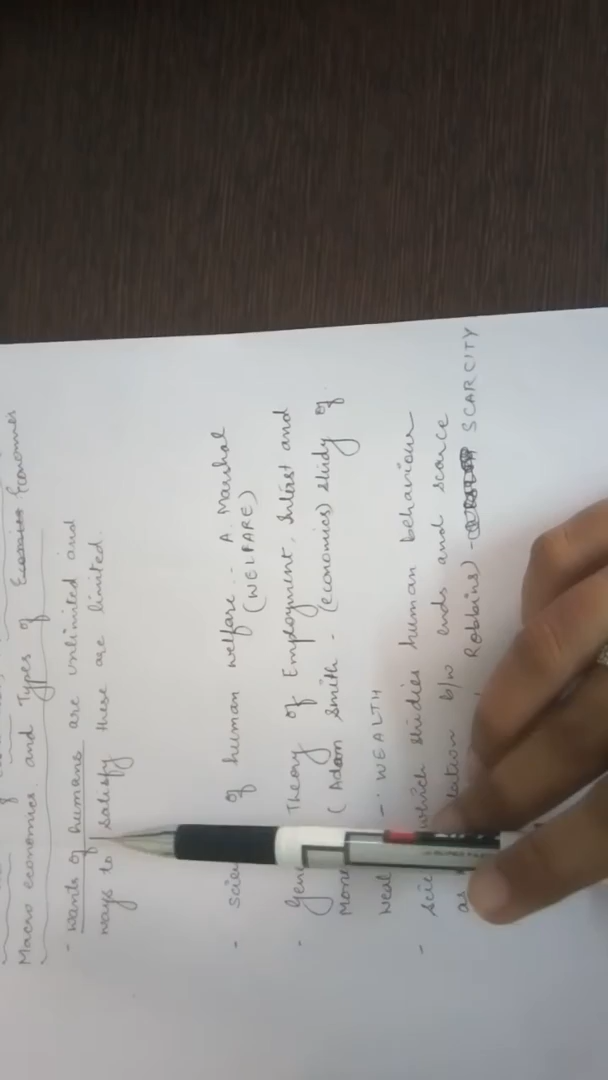 Macro economics and Types of Economies
- wants of humans are unlimited and
ways to satisfy these are limited.
- of human welfare :- A. Marshal
(WELFARE)
- Theory of Employment, Interest and
( Adam smith - (economics) study of
- : WEALTH
- which studies human behaviour
b/w ends and scarce
Robbins) - SCARCITY